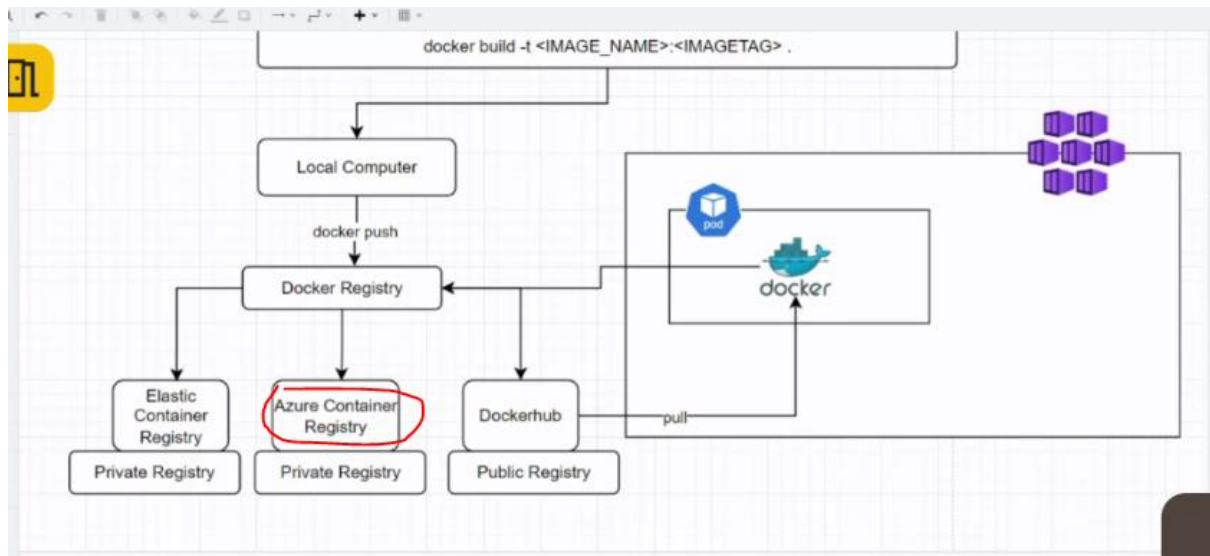 docker build -t <IMAGE_NAME>:<IMAGETAG> .
Local Computer
docker push
Docker Registry
pod
docker
Elastic
Container
Registry
Azure Container
Registry
Dockerhub
pull
Private Registry
Private Registry
Public Registry